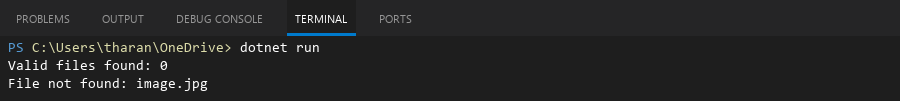 PROBLEMS OUTPUT DEBUG CONSOLE TERMINAL PORTS
PS C:\Users\tharan\OneDrive> dotnet run
Valid files found: 0
File not found: image.jpg